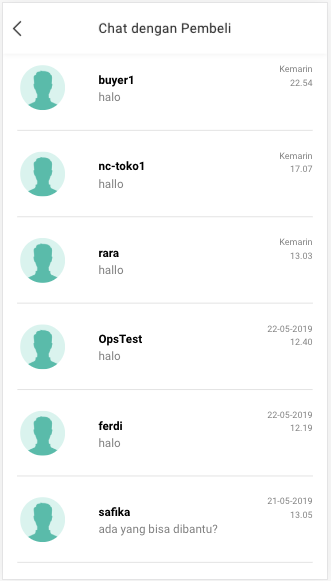 Chat dengan Pembeli
buyer1
Kemarin
22.54
halo
nc-toko1
Kemarin
17.07
hallo
rara
Kemarin
13.03
hallo
OpsTest
22-05-2019
12.40
halo
ferdi
22-05-2019
12.19
halo
safika
21-05-2019
13.05
ada yang bisa dibantu?